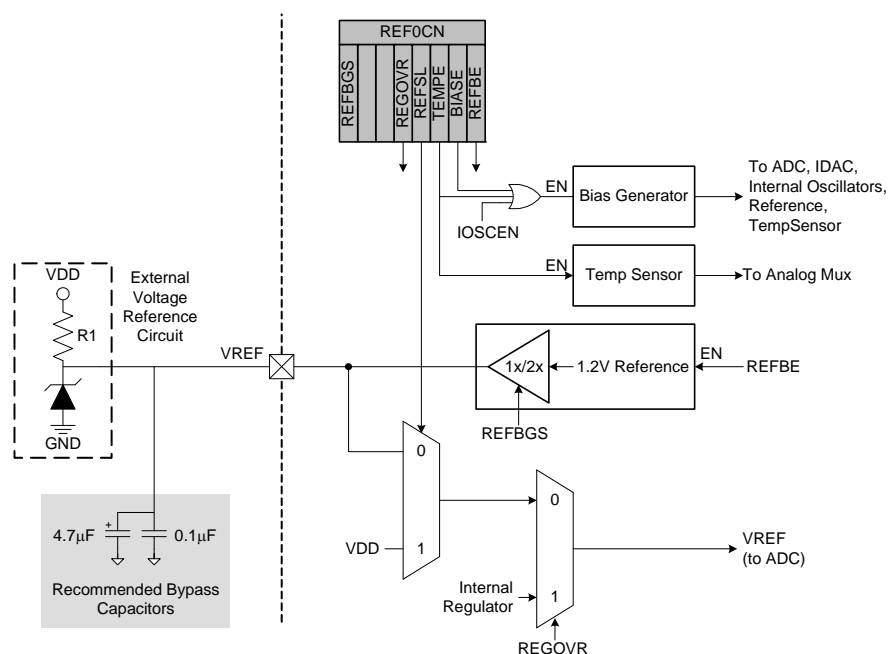 REF0CN
REFBGS
REGOVR
REFSL
TEMPE
BIASE
REFBE
EN
Bias Generator
To ADC, IDAC,
Internal Oscillators,
Reference,
TempSensor
IOSCEN
EN
Temp Sensor
To Analog Mux
VDD
External
Voltage
Reference
Circuit
R1
GND
VREF
1x/2x
1.2V Reference
EN
REFBE
REFBGS
0
VDD
1
0
Internal
Regulator
1
REGOVR
VREF
(to ADC)
4.7µF
+
0.1µF
Recommended Bypass
Capacitors